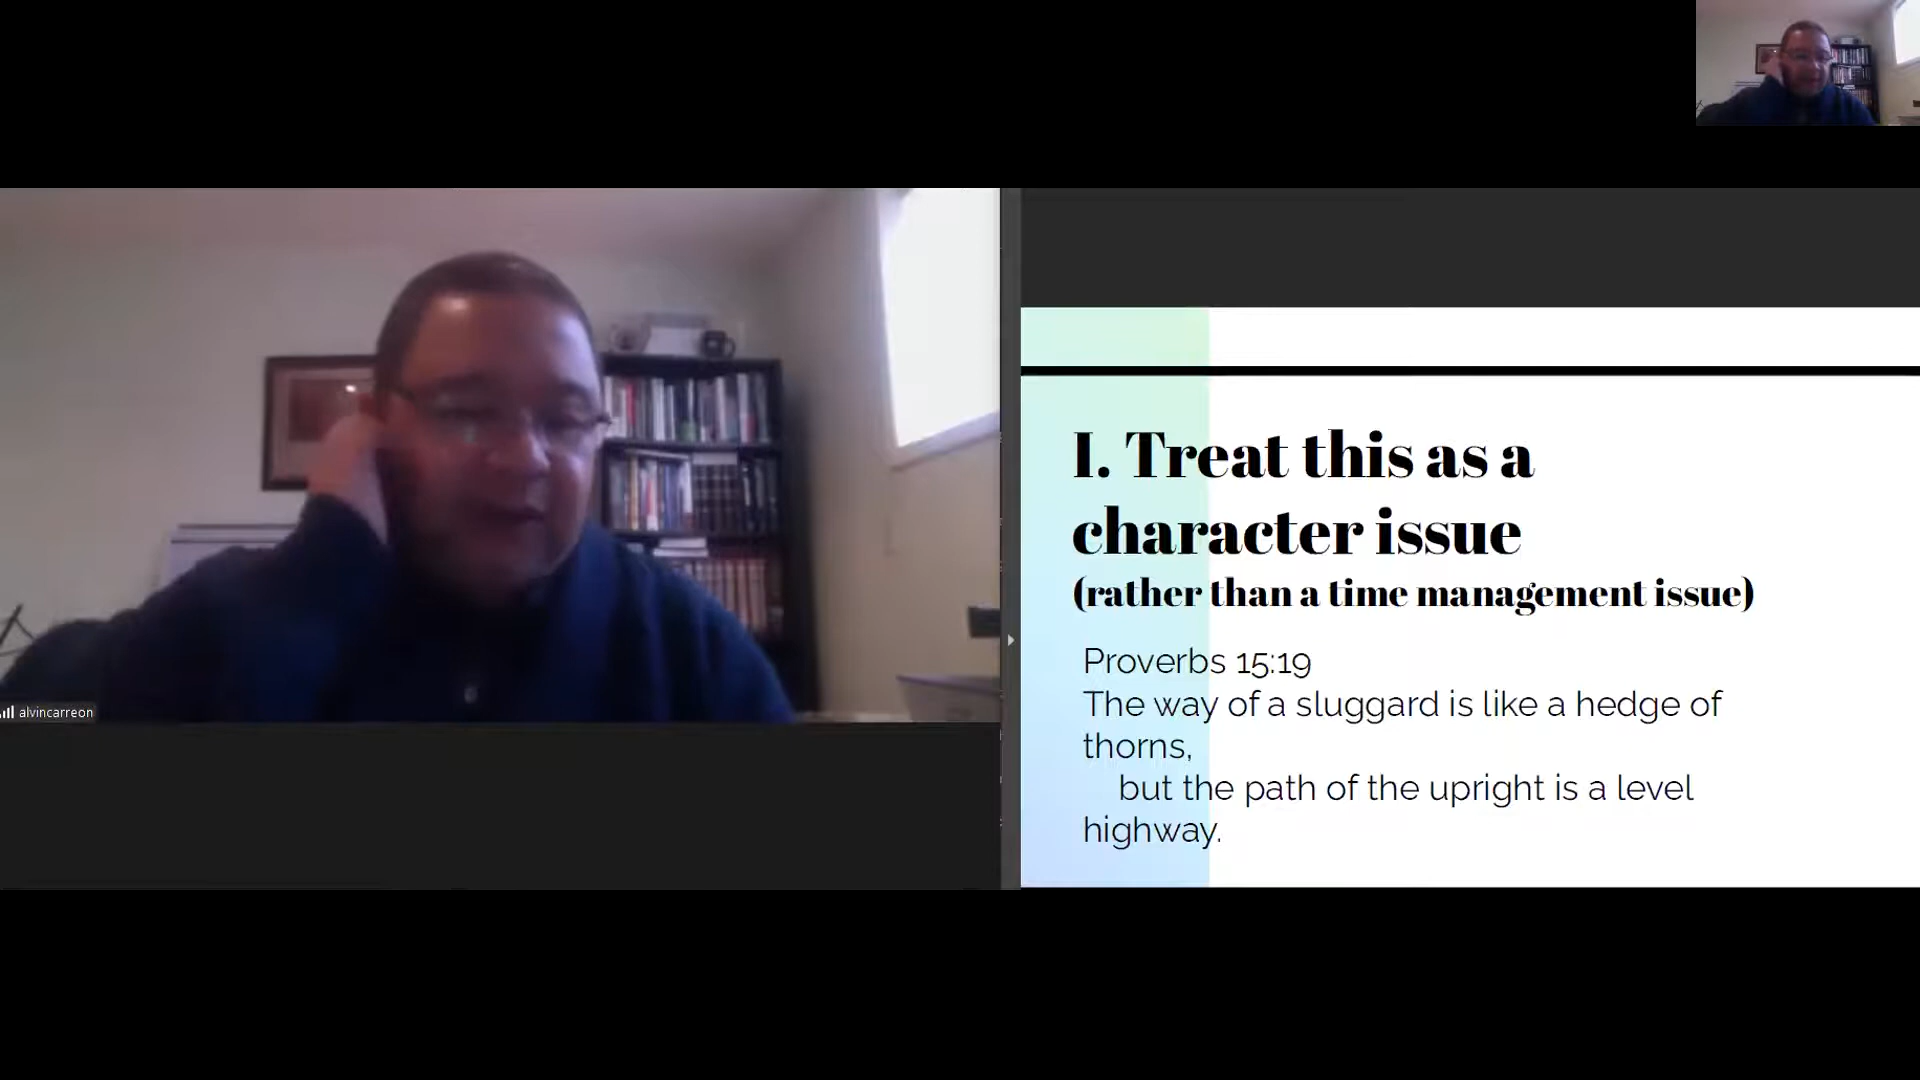 alvincarreon
I. Treat this as a
character issue
(rather than a time management issue)
Proverbs 15:19
The way of a sluggard is like a hedge of
thorns,
but the path of the upright is a level
highway.